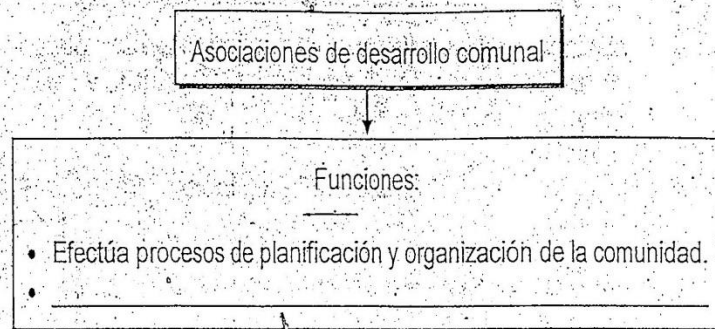 Asociaciones de desarrollo comunal
Funciones:
• Efectúa procesos de planificación y organización de la comunidad.
•